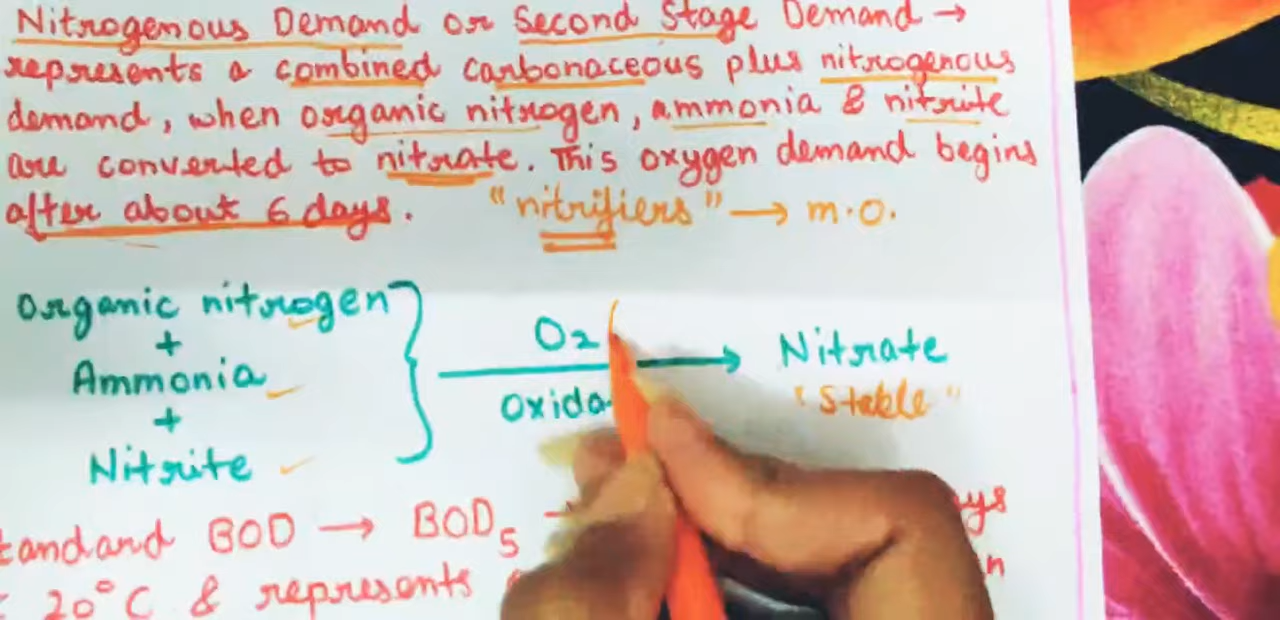 Nitrogenous Demand or Second Stage Demand →
represents a combined carbonaceous plus nitrogenous
demand, when organic nitrogen, ammonia & nitrite
are converted to nitrate. This oxygen demand begins
after about 6 days. "nitrifiers" → m.o.
Organic nitrogen
+
Ammonia
+
Nitrite
O2
Oxida
Nitrate
"Stable"
tandard BOD → BOD5 → ys
20°C & represents n